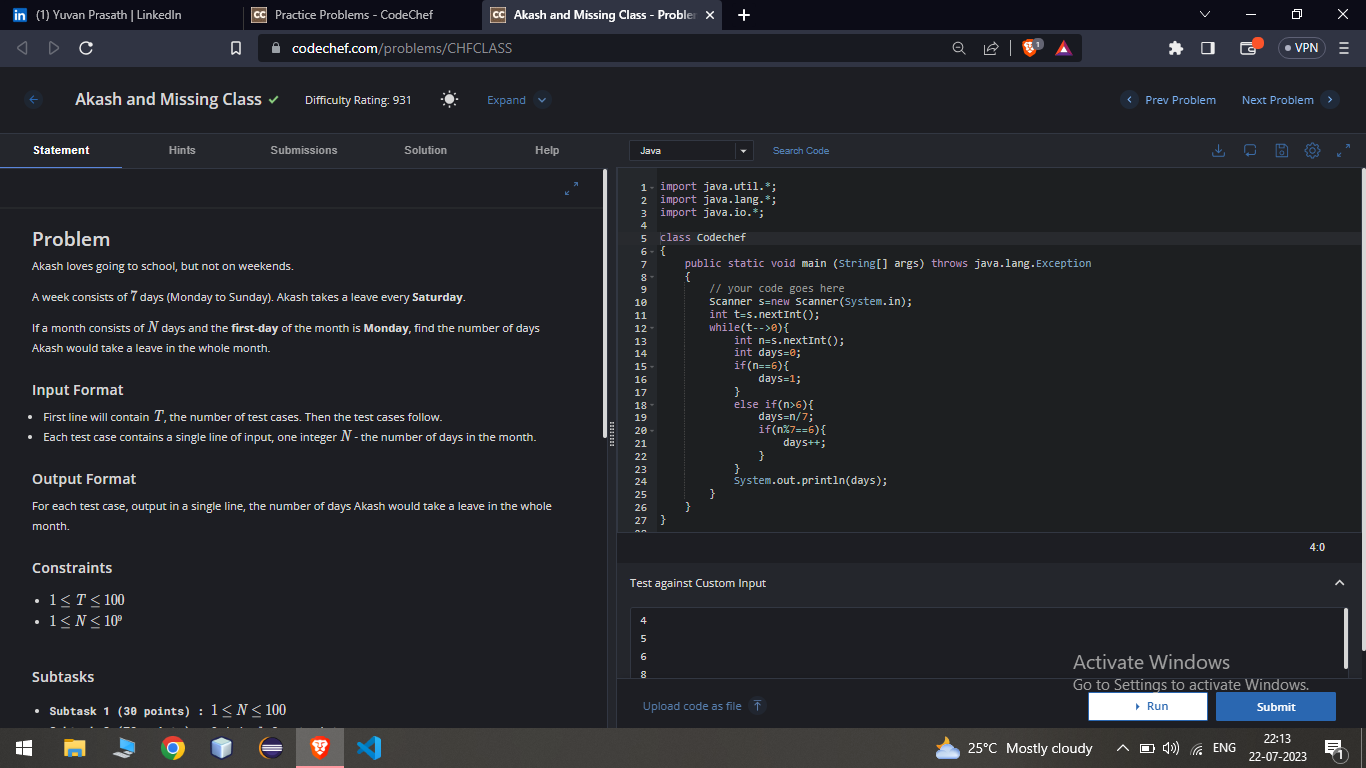 (1) Yuvan Prasath | LinkedIn
Practice Problems - CodeChef
Akash and Missing Class - Proble
codechef.com/problems/CHFCLASS
1
VPN
Akash and Missing Class
Difficulty Rating: 931
Expand
Prev Problem
Next Problem
Statement
Hints
Submissions
Solution
Help
Java
Search Code
Problem
Akash loves going to school, but not on weekends.
A week consists of 7 days (Monday to Sunday). Akash takes a leave every Saturday.
If a month consists of N days and the first-day of the month is Monday, find the number of days
Akash would take a leave in the whole month.
Input Format
• First line will contain T, the number of test cases. Then the test cases follow.
• Each test case contains a single line of input, one integer N - the number of days in the month.
Output Format
For each test case, output in a single line, the number of days Akash would take a leave in the whole
month.
Constraints
• 1 ≤ T ≤ 100
• 1 ≤ N ≤ 10⁹
Subtasks
• Subtask 1 (30 points) : 1 ≤ N ≤ 100
1 import java.util.*;
2 import java.lang.*;
3 import java.io.*;
4
5 class Codechef
6 {
7 public static void main (String[] args) throws java.lang.Exception
8 {
9 // your code goes here
10 Scanner s=new Scanner(System.in);
11 int t=s.nextInt();
12 while(t-->0){
13 int n=s.nextInt();
14 int days=0;
15 if(n==6){
16 days=1;
17 }
18 else if(n>6){
19 days=n/7;
20 if(n%7==6){
21 days++;
22 }
23 }
24 System.out.println(days);
25 }
26 }
27 }
4:0
Test against Custom Input
4
5
6
8
Activate Windows
Go to Settings to activate Windows.
Upload code as file
Run
Submit
25°C Mostly cloudy
ENG
22:13
22-07-2023
1